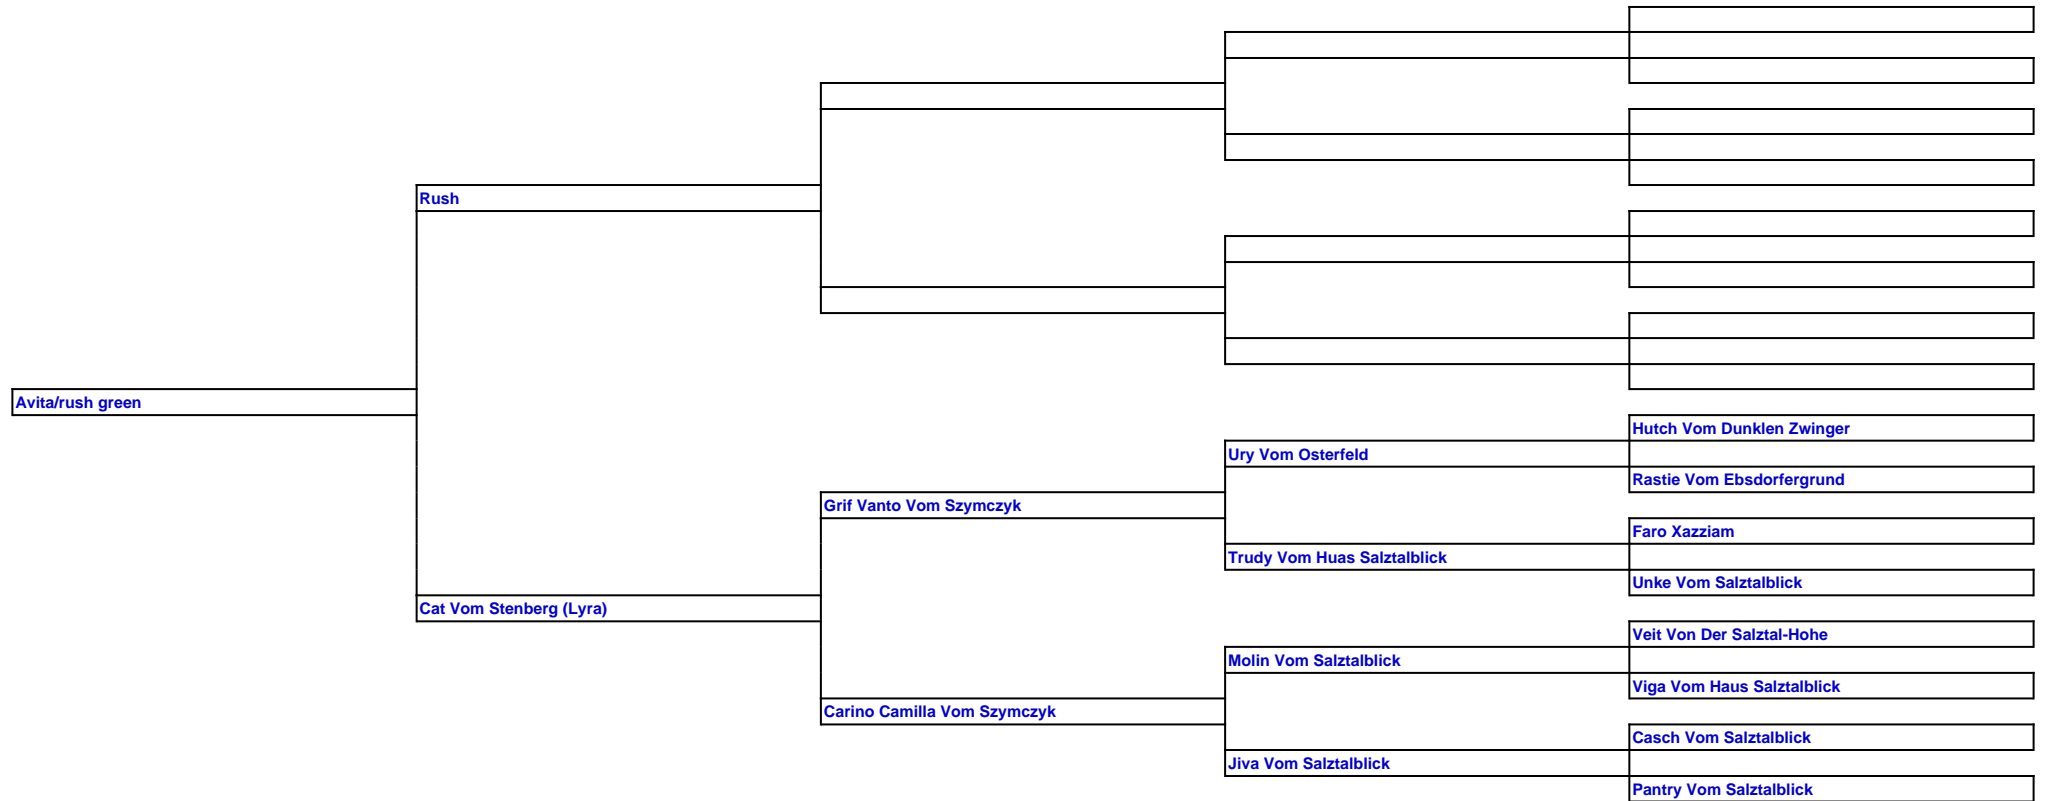 Rush
Avita/rush green
Hutch Vom Dunklen Zwinger
Ury Vom Osterfeld
Rastie Vom Ebsdorfergrund
Grif Vanto Vom Szymczyk
Faro Xazziam
Trudy Vom Huas Salztalblick
Unke Vom Salztalblick
Cat Vom Stenberg (Lyra)
Veit Von Der Salztal-Hohe
Molin Vom Salztalblick
Viga Vom Haus Salztalblick
Carino Camilla Vom Szymczyk
Casch Vom Salztalblick
Jiva Vom Salztalblick
Pantry Vom Salztalblick